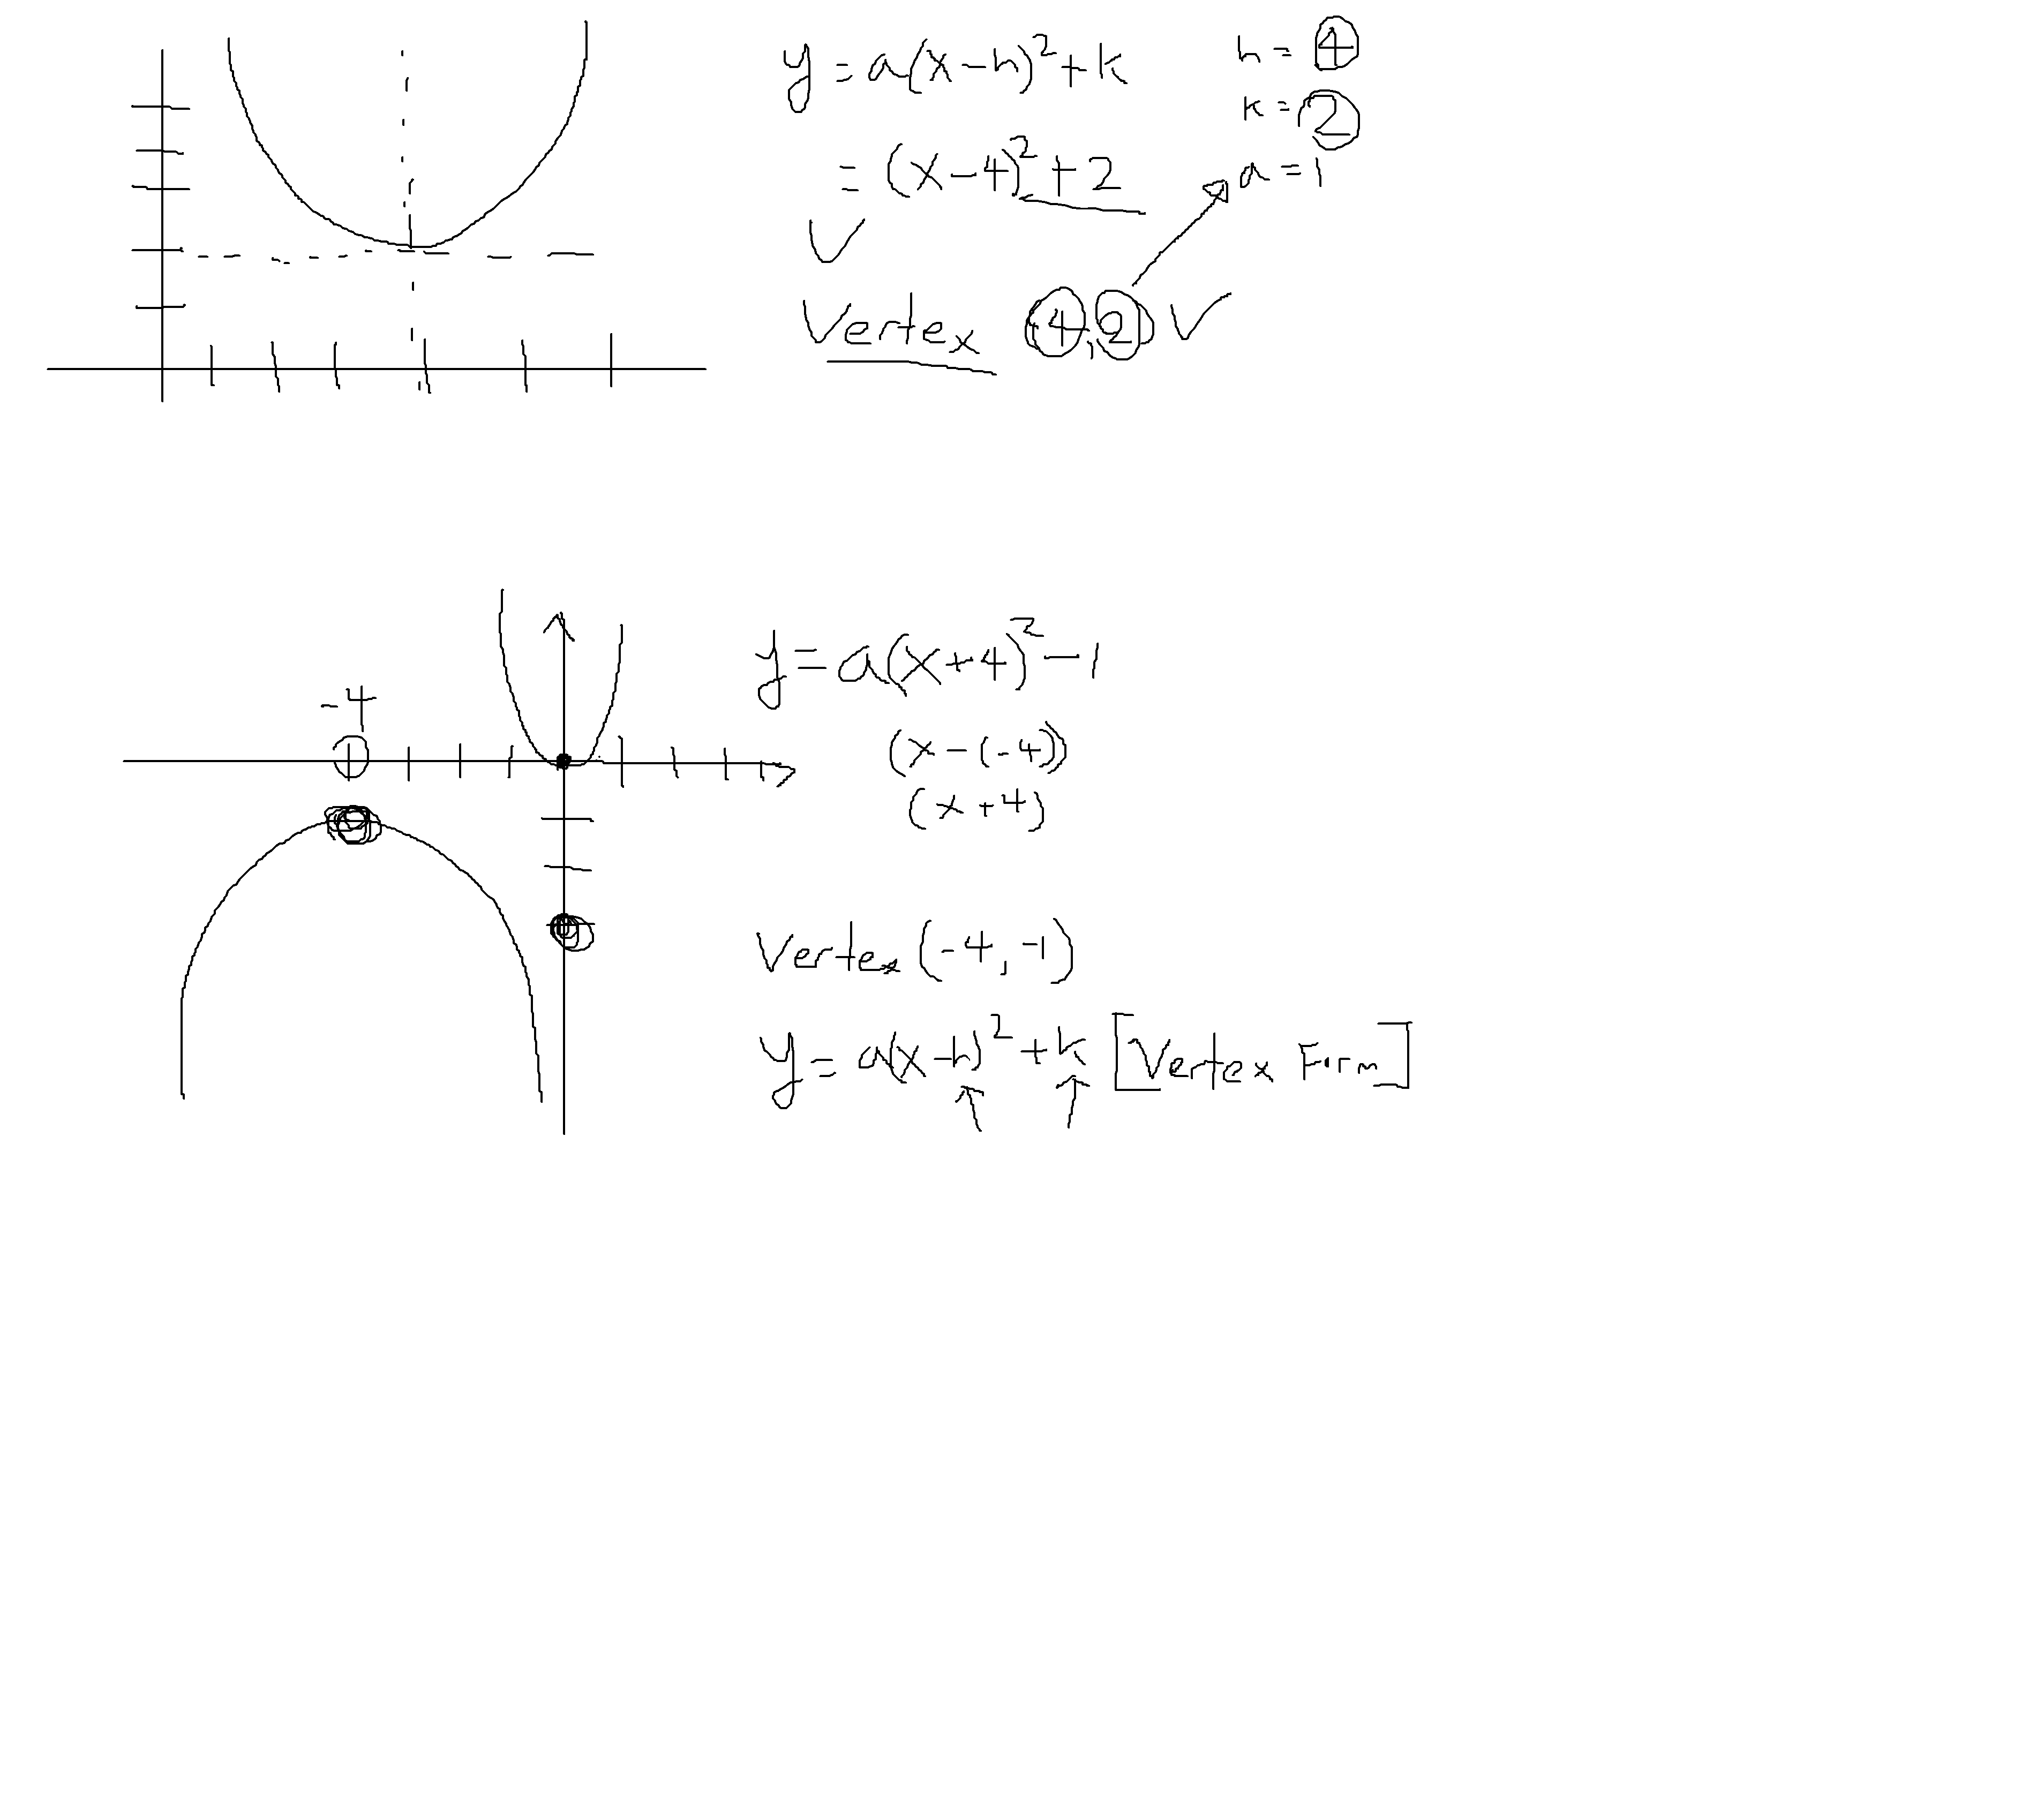 y = a(x-h)² + k
h = 4
k = 2
= (x-4)² + 2
a = 1
Vertex (4,2)
y = a(x+4)² - 1
-4
(x-(-4))
(x+4)
Vertex (-4,-1)
y = a(x-h)² + k [Vertex Form]